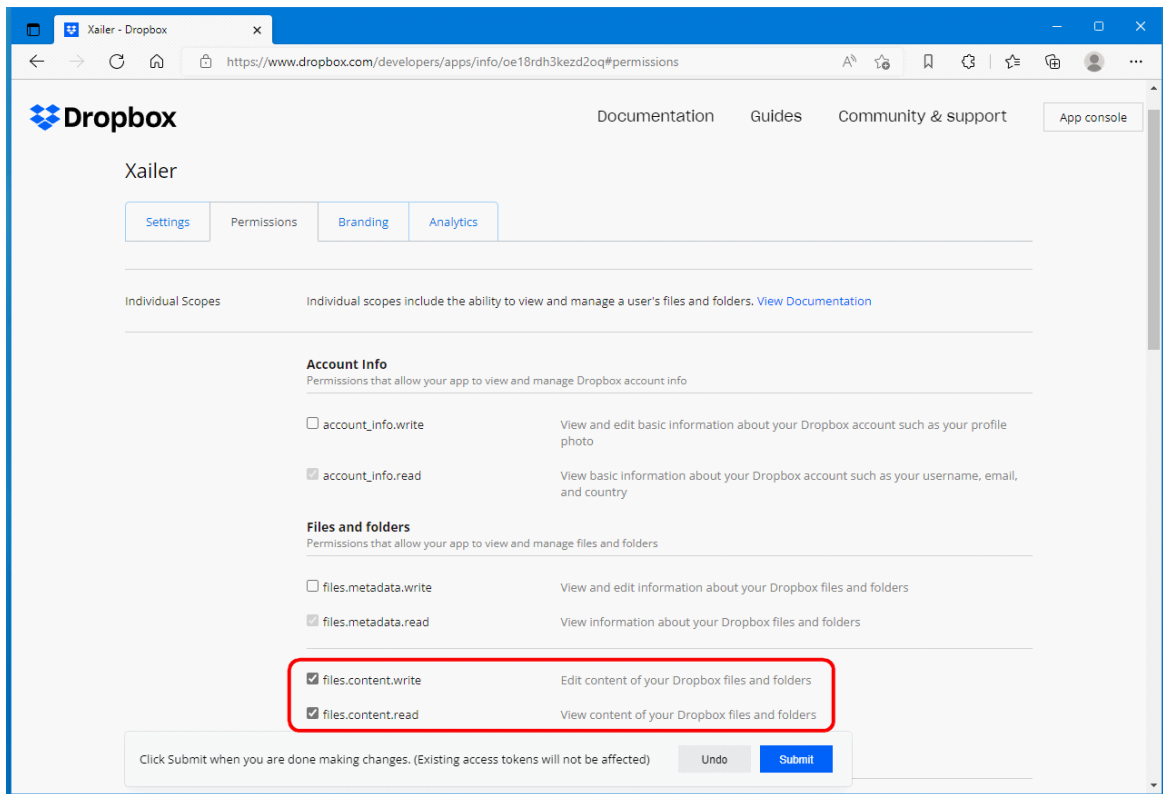 Xailer - Dropbox
https://www.dropbox.com/developers/apps/info/oe18rdh3kezd2oq#permissions
Dropbox
Documentation Guides Community & support App console
Xailer
Settings Permissions Branding Analytics
Individual Scopes Individual scopes include the ability to view and manage a user's files and folders. View Documentation
Account Info
Permissions that allow your app to view and manage Dropbox account info
account_info.write View and edit basic information about your Dropbox account such as your profile
photo
account_info.read View basic information about your Dropbox account such as your username, email,
and country
Files and folders
Permissions that allow your app to view and manage files and folders
files.metadata.write View and edit information about your Dropbox files and folders
files.metadata.read View information about your Dropbox files and folders
files.content.write Edit content of your Dropbox files and folders
files.content.read View content of your Dropbox files and folders
Click Submit when you are done making changes. (Existing access tokens will not be affected) Undo Submit